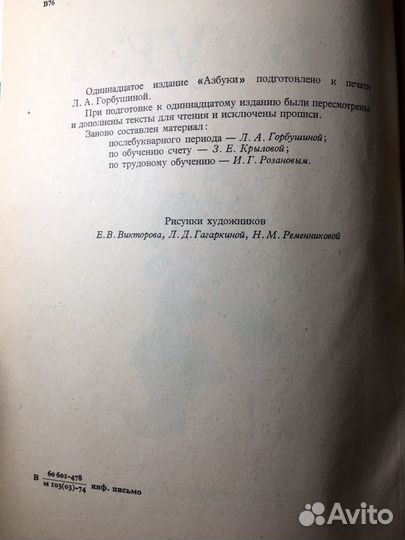 В76
Одиннадцатое издание «Азбуки» подготовлено к печати
Л. А. Горбушиной.
При подготовке к одиннадцатому изданию были пересмотрены
и дополнены тексты для чтения и исключены прописи.
Заново составлен материал:
послебукварного периода — Л. А. Горбушиной;
по обучению счету — З. Е. Крыловой;
по трудовому обучению — И. Г. Розановым.
Рисунки художников
Е. В. Викторова, Л. Д. Гагаркиной, Н. М. Ременниковой
В 60 601-478
м 103(03)-74 инф. письмо
Avito